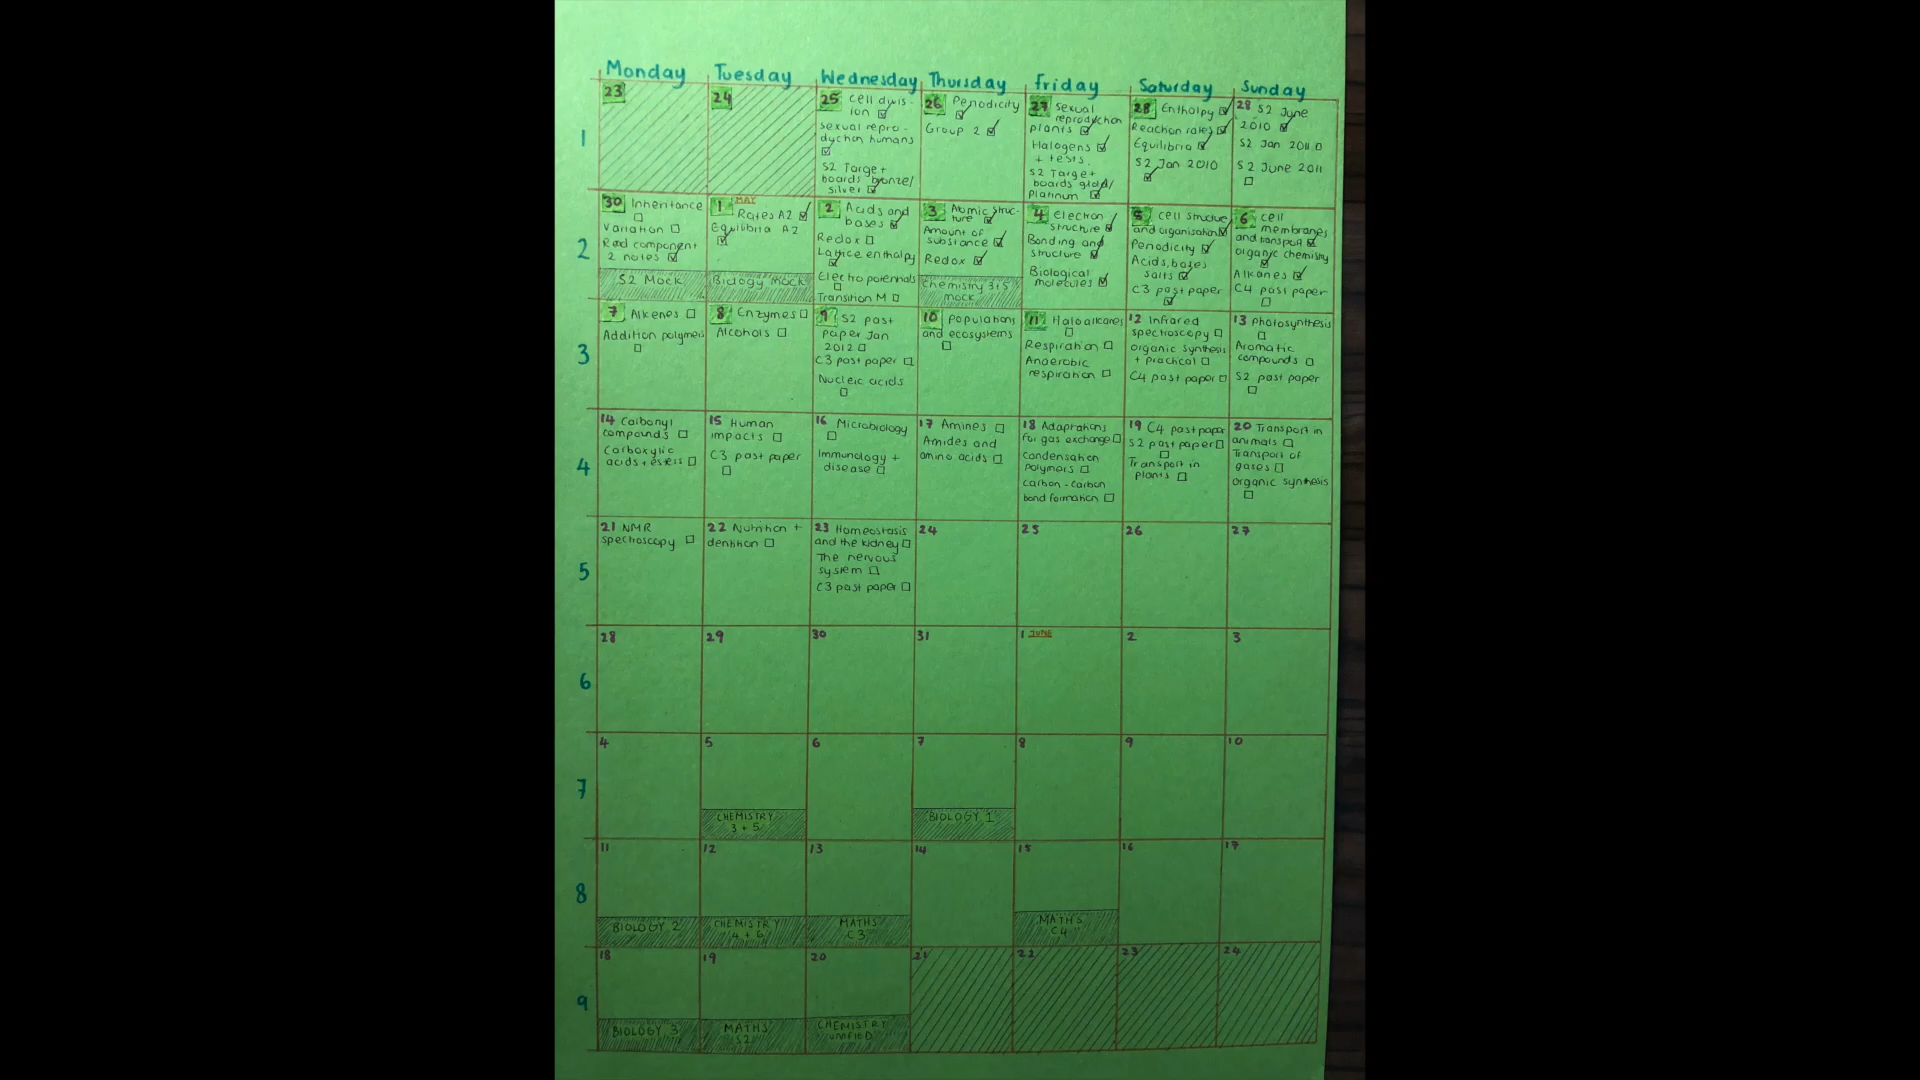 Monday Tuesday Wednesday Thursday Friday Saturday Sunday
1
23
24
25 Cell divis-
ion ☑
sexual repro-
duction humans
☑
S2 Target
boards bronze/
silver ☑
26 Periodicity
☑
Group 2 ☑
27 sexual
reproduction
plants ☑
Halogens ☑
+ tests.
S2 Target
boards gold/
platinum ☑
28 Enthalpy ☑
Reaction rates ☑
Equilibria ☑
S2 Jan 2010
☑
28 S2 June
2010 ☑
S2 Jan 2011 ☐
S2 June 2011
☐
2
30 Inheritance
☐
Variation ☐
Red component
2 notes ☑
S2 Mock
1 MAY
Rates A2 ☑
Equilibria A2
☑
Biology mock
2 Acids and
bases ☑
Redox ☐
Lattice enthalpy
☑
Electro potentials
☐
Transition M ☐
3 Atomic struc-
ture ☑
Amount of
substance ☑
Redox ☑
Chemistry 3+5
mock
4 Electron
structure ☑
Bonding and
structure ☑
Biological
molecules ☑
5 cell structure
and organisation ☑
Periodicity ☑
Acids, bases
salts ☑
C3 past paper
☑
6 cell
membranes
and transport ☑
organic chemistry
☑
Alkanes ☑
C4 past paper
☐
3
7 Alkenes ☐
Addition polymers
☐
8 Enzymes ☐
Alcohols ☐
9 S2 past
paper Jan
2012 ☐
C3 past paper ☐
Nucleic acids
☐
10 Populations
and ecosystems
☐
11 Haloalkanes
☐
Respiration ☐
Anaerobic
respiration ☐
12 Infrared
spectroscopy ☐
organic synthesis
+ practical ☐
C4 past paper ☐
13 Photosynthesis
☐
Aromatic
compounds ☐
S2 past paper
☐
4
14 Carbonyl
compounds ☐
Carboxylic
acids + esters ☐
15 Human
impacts ☐
C3 past paper
☐
16 Microbiology
☐
Immunology +
disease ☐
17 Amines ☐
Amides and
amino acids ☐
18 Adaptations
for gas exchange ☐
Condensation
polymers ☐
Carbon-carbon
bond formation ☐
19 C4 past paper
S2 past paper ☐
☐
Transport in
plants ☐
20 Transport in
animals ☐
Transport of
gases ☐
organic synthesis
☐
5
21 NMR
spectroscopy ☐
22 Nutrition +
dentition ☐
23 Homeostasis
and the kidney ☐
The nervous
system ☐
C3 past paper ☐
24
25
26
27
6
28
29
30
31
1 JUNE
2
3
7
4
5
CHEMISTRY
3 + 5
6
7
BIOLOGY 1
8
9
10
8
11
BIOLOGY 2
12
CHEMISTRY
4 + 6
13
MATHS
C3
14
15
MATHS
C4
16
17
9
18
BIOLOGY 3
19
MATHS
S2
20
CHEMISTRY
UNIFIED
21
22
23
24